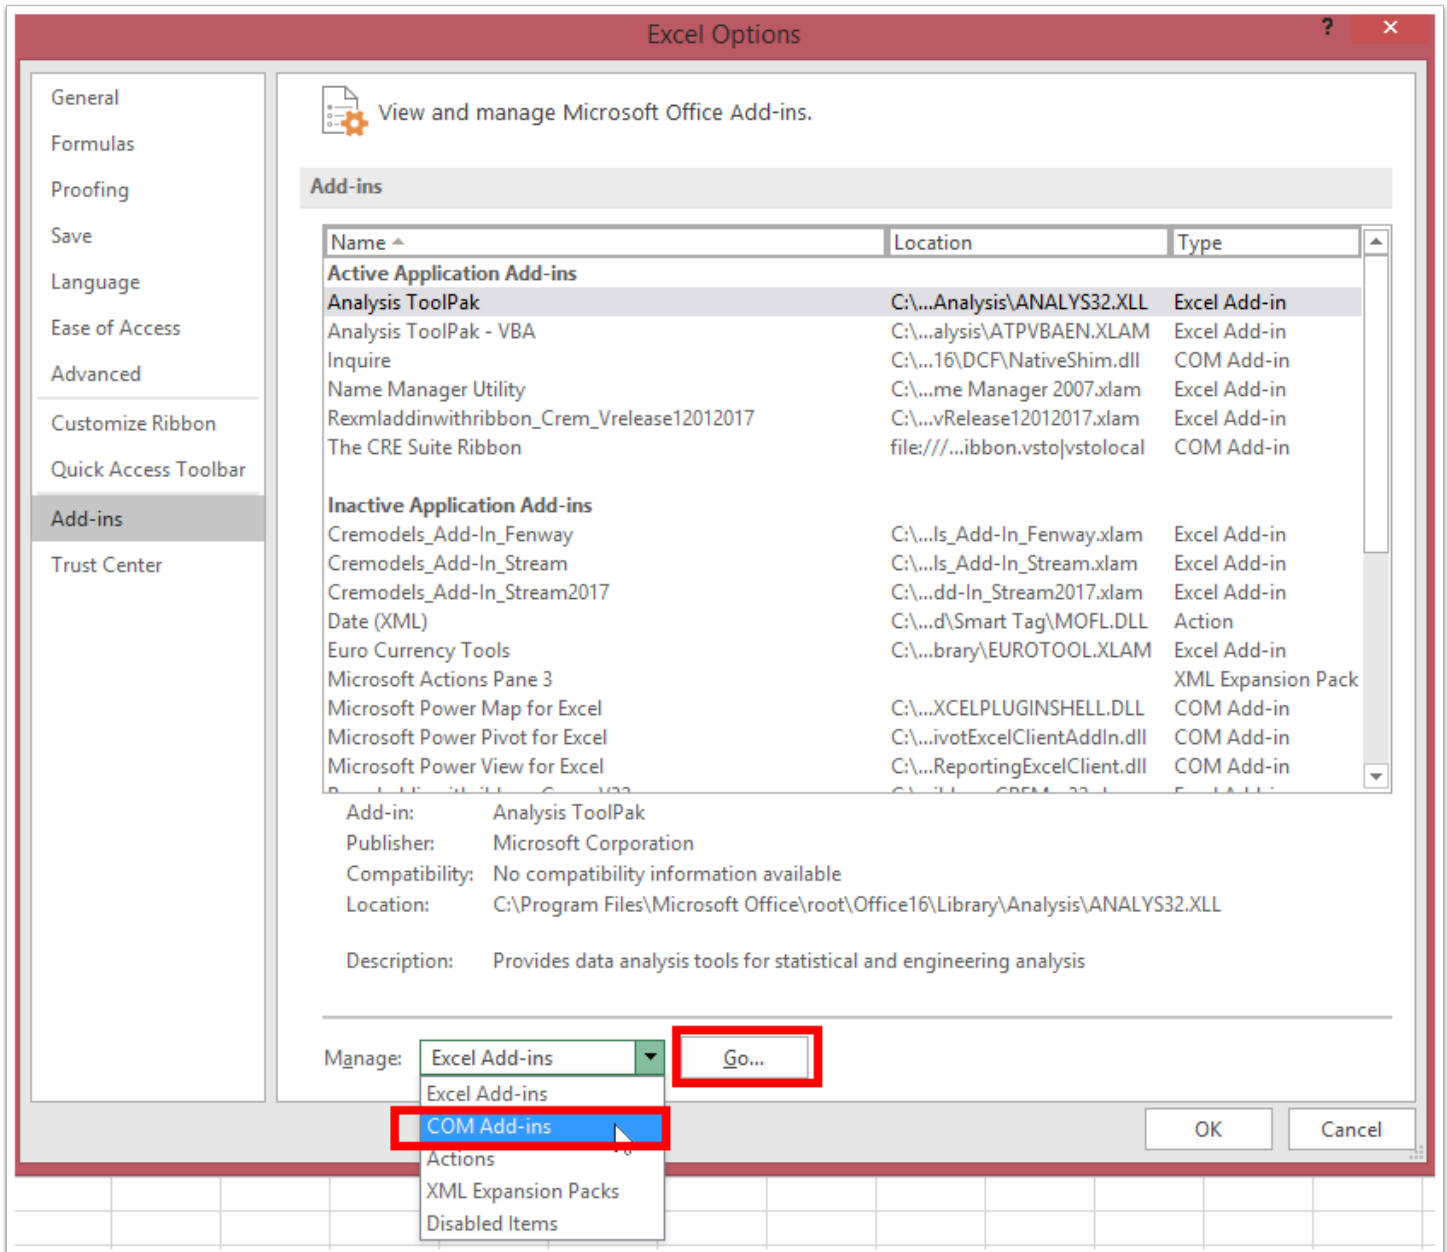 Excel Options
?
General
Formulas
Proofing
Save
Language
Ease of Access
Advanced
Customize Ribbon
Quick Access Toolbar
Add-ins
Trust Center
View and manage Microsoft Office Add-ins.
Add-ins
Name Location Type
Active Application Add-ins
Analysis ToolPak C:\...Analysis\ANALYS32.XLL Excel Add-in
Analysis ToolPak - VBA C:\...alysis\ATPVBAEN.XLAM Excel Add-in
Inquire C:\...16\DCF\NativeShim.dll COM Add-in
Name Manager Utility C:\...me Manager 2007.xlam Excel Add-in
Rexmladdinwithribbon_Crem_Vrelease12012017 C:\...vRelease12012017.xlam Excel Add-in
The CRE Suite Ribbon file:///...ibbon.vsto|vstolocal COM Add-in
Inactive Application Add-ins
Cremodels_Add-In_Fenway C:\...ls_Add-In_Fenway.xlam Excel Add-in
Cremodels_Add-In_Stream C:\...ls_Add-In_Stream.xlam Excel Add-in
Cremodels_Add-In_Stream2017 C:\...dd-In_Stream2017.xlam Excel Add-in
Date (XML) C:\...d\Smart Tag\MOFL.DLL Action
Euro Currency Tools C:\...brary\EUROTOOL.XLAM Excel Add-in
Microsoft Actions Pane 3 XML Expansion Pack
Microsoft Power Map for Excel C:\...XCELPLUGINSHELL.DLL COM Add-in
Microsoft Power Pivot for Excel C:\...ivotExcelClientAddIn.dll COM Add-in
Microsoft Power View for Excel C:\...ReportingExcelClient.dll COM Add-in
Add-in: Analysis ToolPak
Publisher: Microsoft Corporation
Compatibility: No compatibility information available
Location: C:\Program Files\Microsoft Office\root\Office16\Library\Analysis\ANALYS32.XLL
Description: Provides data analysis tools for statistical and engineering analysis
Manage: Excel Add-ins Go...
Excel Add-ins
COM Add-ins
Actions
XML Expansion Packs
Disabled Items
OK Cancel